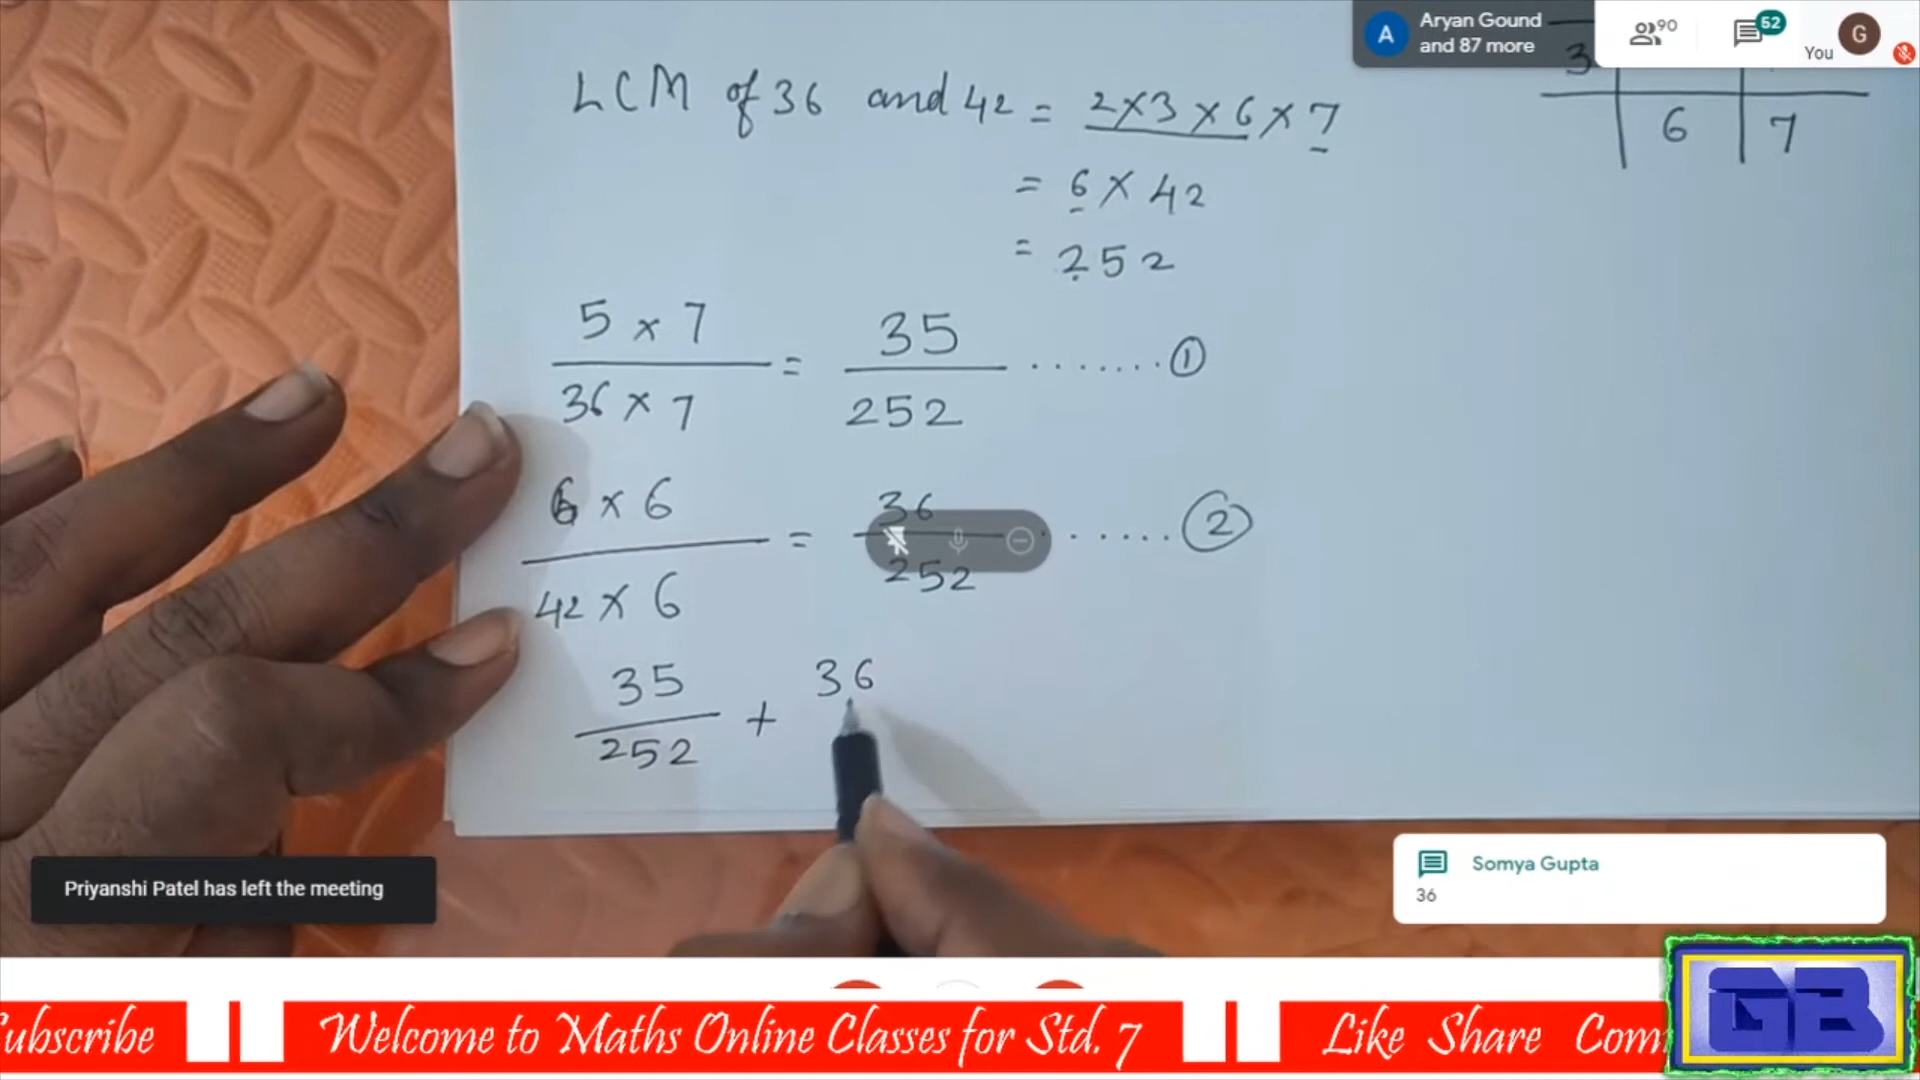 Aryan Gound
and 87 more
90
52
You
G
A
3
6 | 7
LCM of 36 and 42 = 2 × 3 × 6 × 7
= 6 × 42
= 252
5 × 7 / 36 × 7 = 35 / 252 ....... ①
6 × 6 / 42 × 6 = 36 / 252 ...... ②
35 / 252 + 36
Priyanshi Patel has left the meeting
Somya Gupta
36
ubscribe Welcome to Maths Online Classes for Std. 7 Like Share Com
GB